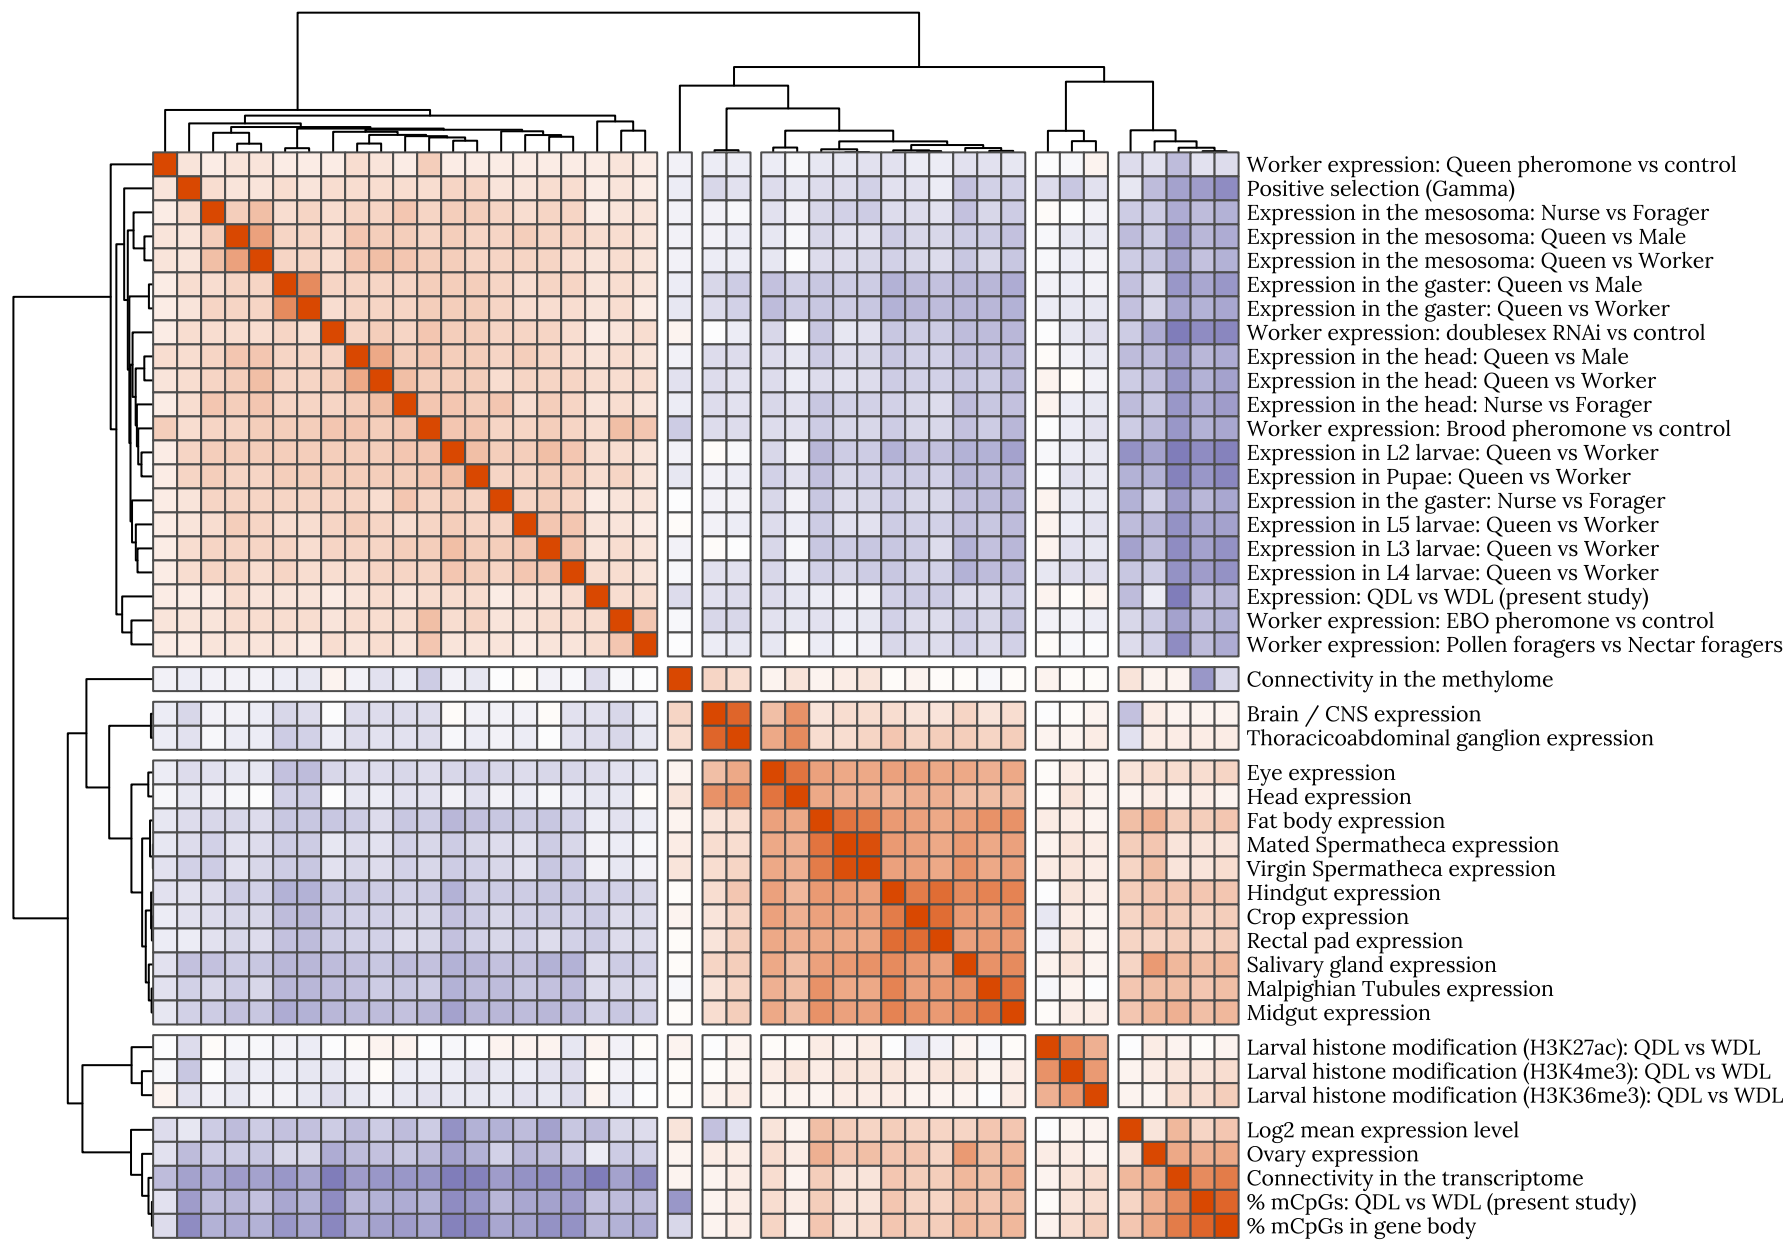 Worker expression: Queen pheromone vs control
Positive selection (Gamma)
Expression in the mesosoma: Nurse vs Forager
Expression in the mesosoma: Queen vs Male
Expression in the mesosoma: Queen vs Worker
Expression in the gaster: Queen vs Male
Expression in the gaster: Queen vs Worker
Worker expression: doublesex RNAi vs control
Expression in the head: Queen vs Male
Expression in the head: Queen vs Worker
Expression in the head: Nurse vs Forager
Worker expression: Brood pheromone vs control
Expression in L2 larvae: Queen vs Worker
Expression in Pupae: Queen vs Worker
Expression in the gaster: Nurse vs Forager
Expression in L5 larvae: Queen vs Worker
Expression in L3 larvae: Queen vs Worker
Expression in L4 larvae: Queen vs Worker
Expression: QDL vs WDL (present study)
Worker expression: EBO pheromone vs control
Worker expression: Pollen foragers vs Nectar foragers
Connectivity in the methylome
Brain / CNS expression
Thoracicoabdominal ganglion expression
Eye expression
Head expression
Fat body expression
Mated Spermatheca expression
Virgin Spermatheca expression
Hindgut expression
Crop expression
Rectal pad expression
Salivary gland expression
Malpighian Tubules expression
Midgut expression
Larval histone modification (H3K27ac): QDL vs WDL
Larval histone modification (H3K4me3): QDL vs WDL
Larval histone modification (H3K36me3): QDL vs WDL
Log2 mean expression level
Ovary expression
Connectivity in the transcriptome
% mCpGs: QDL vs WDL (present study)
% mCpGs in gene body